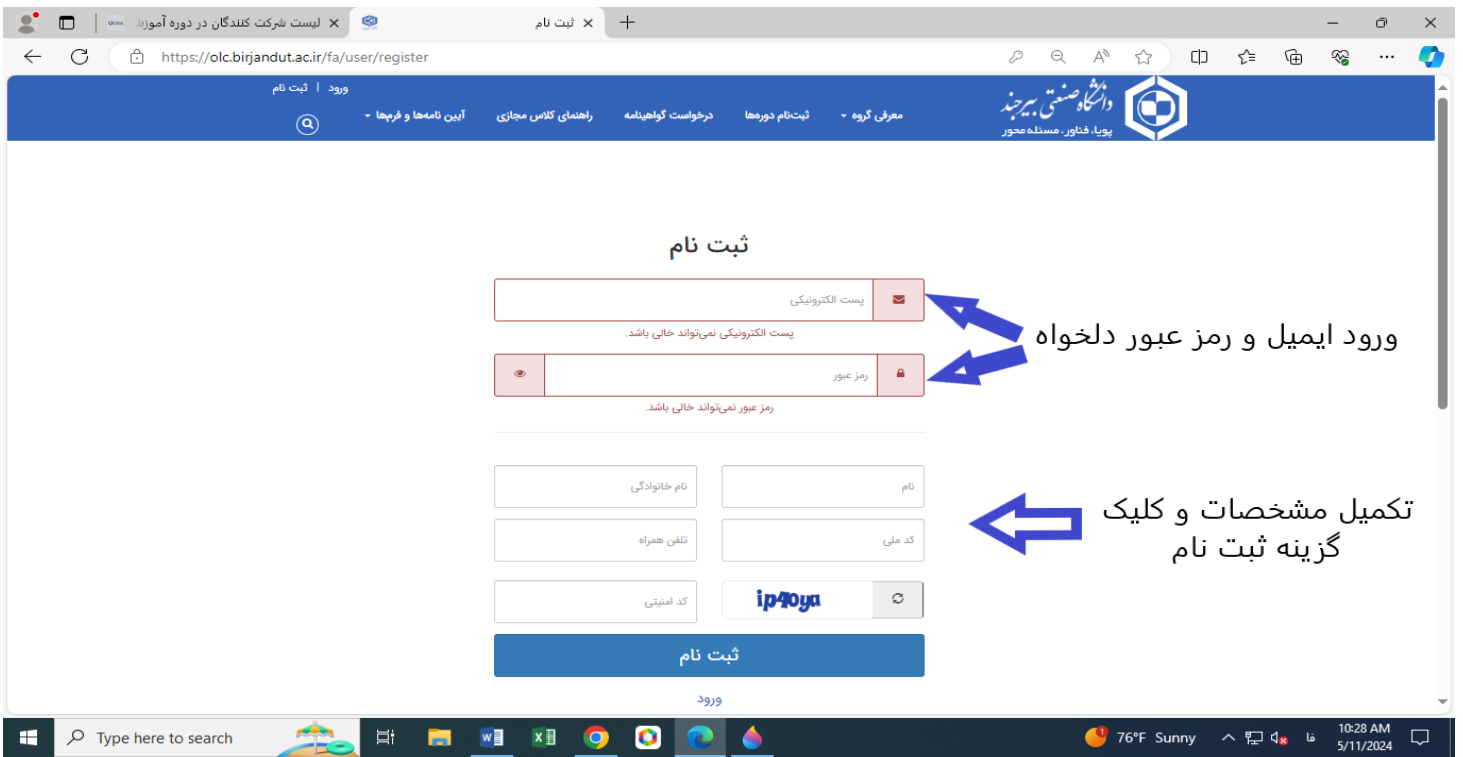 لیست شرکت کنندگان در دوره آموزش
ثبت نام
https://olc.birjandut.ac.ir/fa/user/register
ورود | ثبت نام
دانشگاه صنعتی بیرجند
پویا، فناور، مسئله محور
معرفی گروه
ثبت‌نام دوره‌ها
درخواست گواهینامه
راهنمای کلاس مجازی
آیین نامه‌ها و فرم‌ها
ثبت نام
پست الکترونیکی
پست الکترونیکی نمی‌تواند خالی باشد.
ورود ایمیل و رمز عبور دلخواه
رمز عبور
رمز عبور نمی‌تواند خالی باشد.
نام
نام خانوادگی
تکمیل مشخصات و کلیک
گزینه ثبت نام
کد ملی
تلفن همراه
ip40ya
کد امنیتی
ثبت نام
ورود
Type here to search
76°F Sunny
فا
10:28 AM
5/11/2024